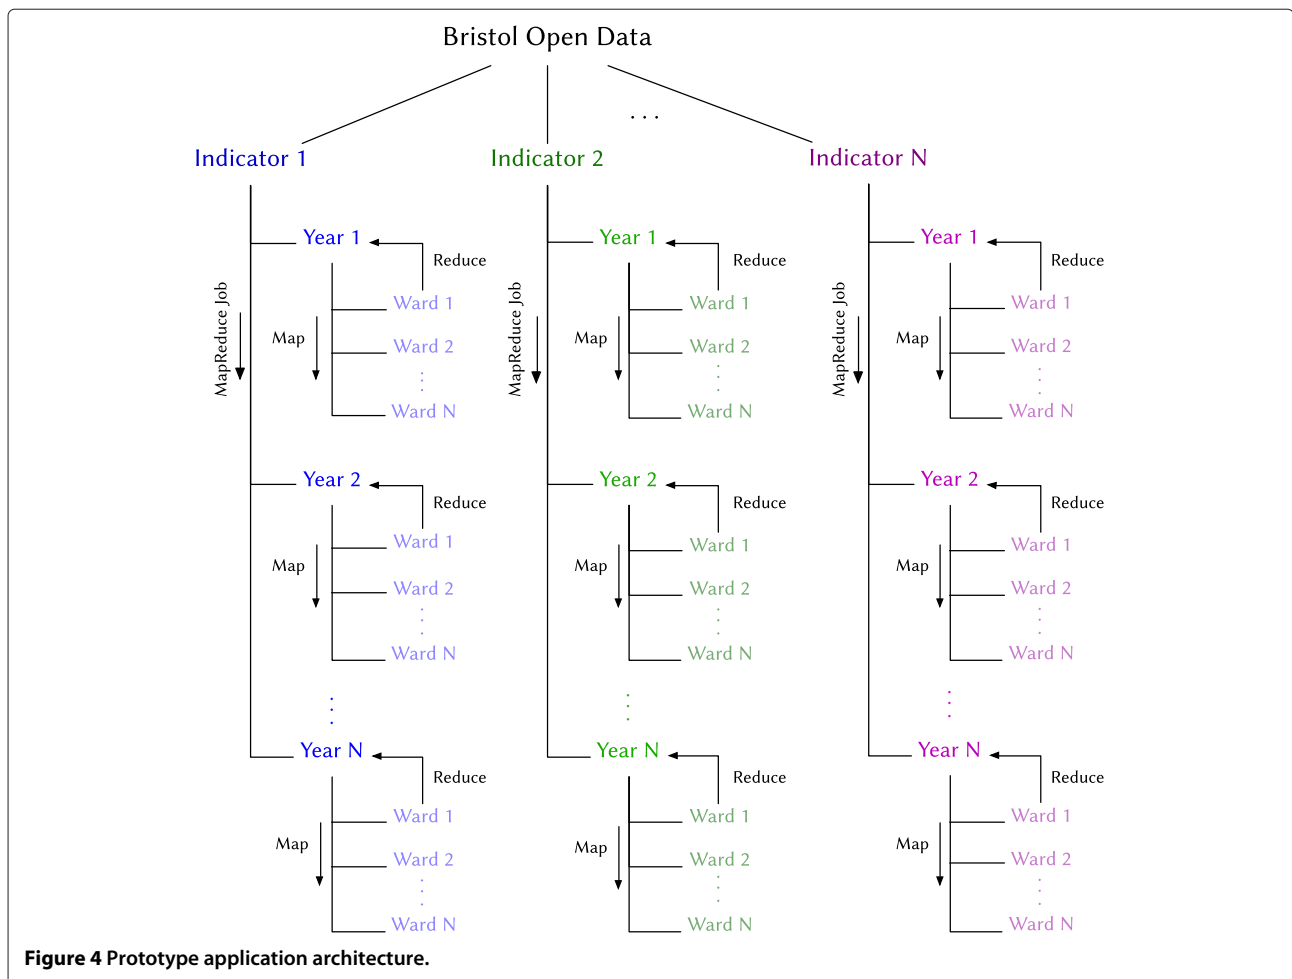 Bristol Open Data
. . .
Indicator 1 Indicator 2 Indicator N
Year 1 Year 1 Year 1
Reduce Reduce Reduce
MapReduce Job MapReduce Job MapReduce Job
Ward 1 Ward 1 Ward 1
Map Map Map
Ward 2 Ward 2 Ward 2
Ward N Ward N Ward N
Year 2 Year 2 Year 2
Reduce Reduce Reduce
Ward 1 Ward 1 Ward 1
Map Map Map
Ward 2 Ward 2 Ward 2
Ward N Ward N Ward N
Year N Year N Year N
Reduce Reduce Reduce
Ward 1 Ward 1 Ward 1
Map Map Map
Ward 2 Ward 2 Ward 2
Ward N Ward N Ward N
Figure 4 Prototype application architecture.